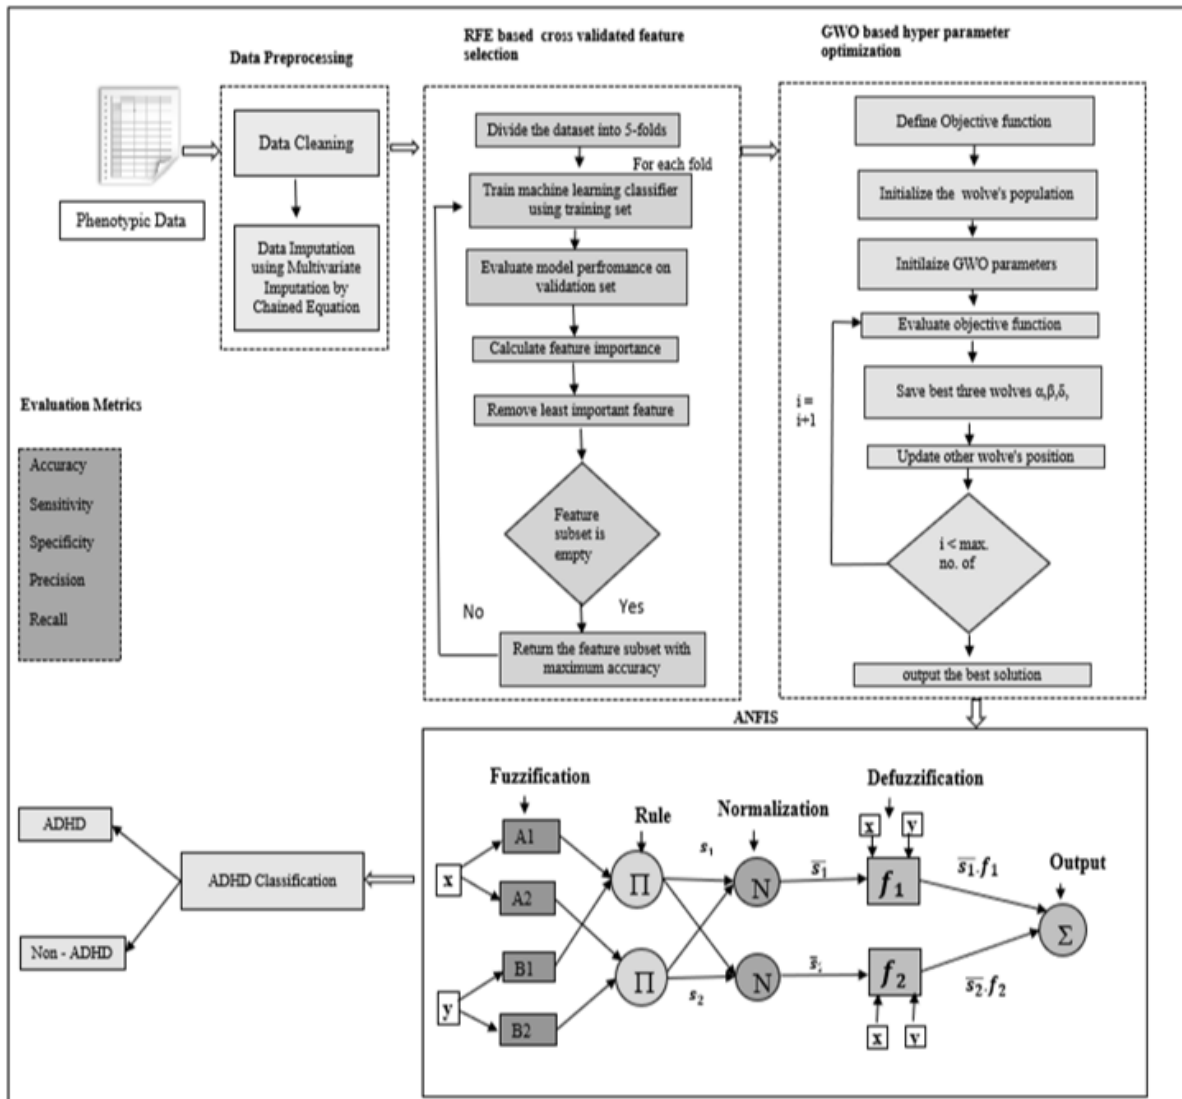 Data Preprocessing
RFE based cross validated feature
selection
GWO based hyper parameter
optimization
Phenotypic Data
Data Cleaning
Data Imputation
using Multivariate
Imputation by
Chained Equation
Divide the dataset into 5-folds
For each fold
Train machine learning classifier
using training set
Evaluate model perfromance on
validation set
Calculate feature importance
Remove least important feature
Feature
subset is
empty
No
Yes
Return the feature subset with
maximum accuracy
Define Objective function
Initialize the wolve's population
Initilaize GWO parameters
Evaluate objective function
Save best three wolves α,β,δ,
Update other wolve's position
i =
i+1
i < max.
no. of
output the best solution
Evaluation Metrics
Accuracy
Sensitivity
Specificity
Precision
Recall
ANFIS
Fuzzification
Rule
Normalization
Defuzzification
Output
x
y
A1
A2
B1
B2
Π
Π
s₁
s₂
N
N
s̅₁
x
y
f₁
f₂
x
y
s̅₁.f₁
s̅₂.f₂
Σ
ADHD Classification
ADHD
Non - ADHD